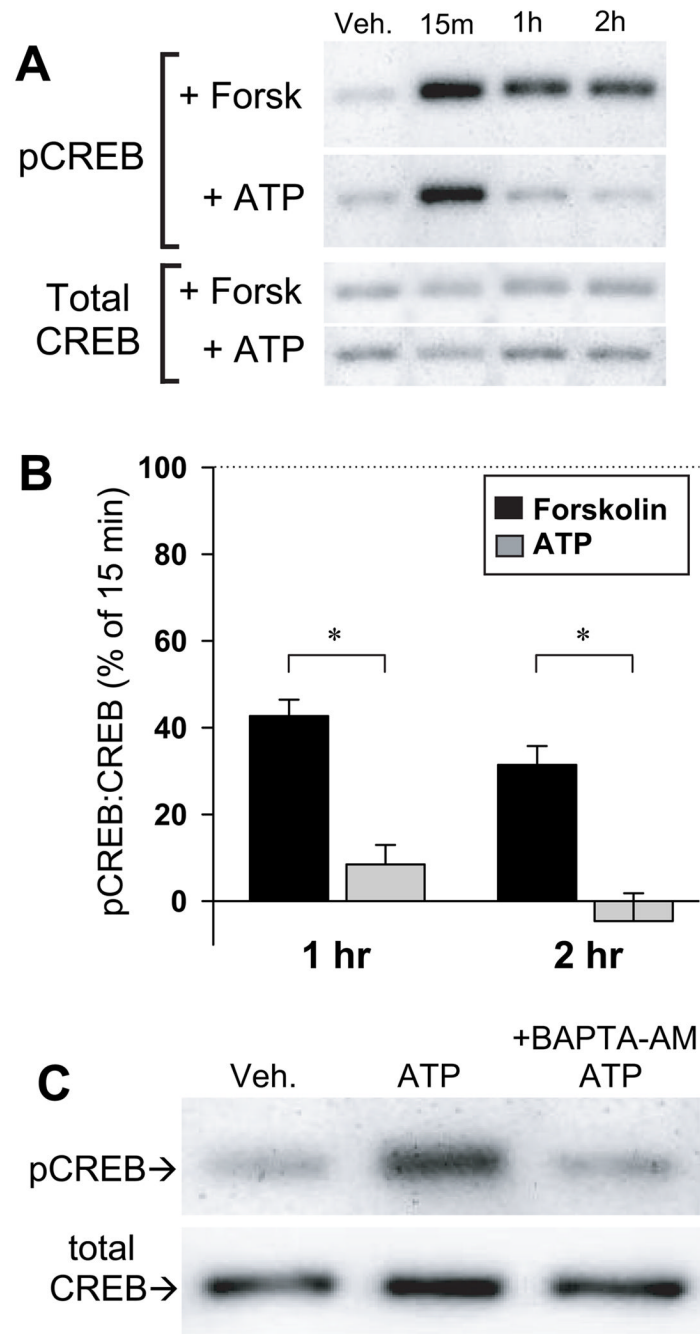 Veh. 15m 1h 2h
A
pCREB
+ Forsk
+ ATP
Total
CREB
+ Forsk
+ ATP
B
pCREB:CREB (% of 15 min)
100
80
60
40
20
0
Forskolin
ATP
*
*
1 hr
2 hr
C
Veh.
ATP
+BAPTA-AM
ATP
pCREB→
total
CREB→